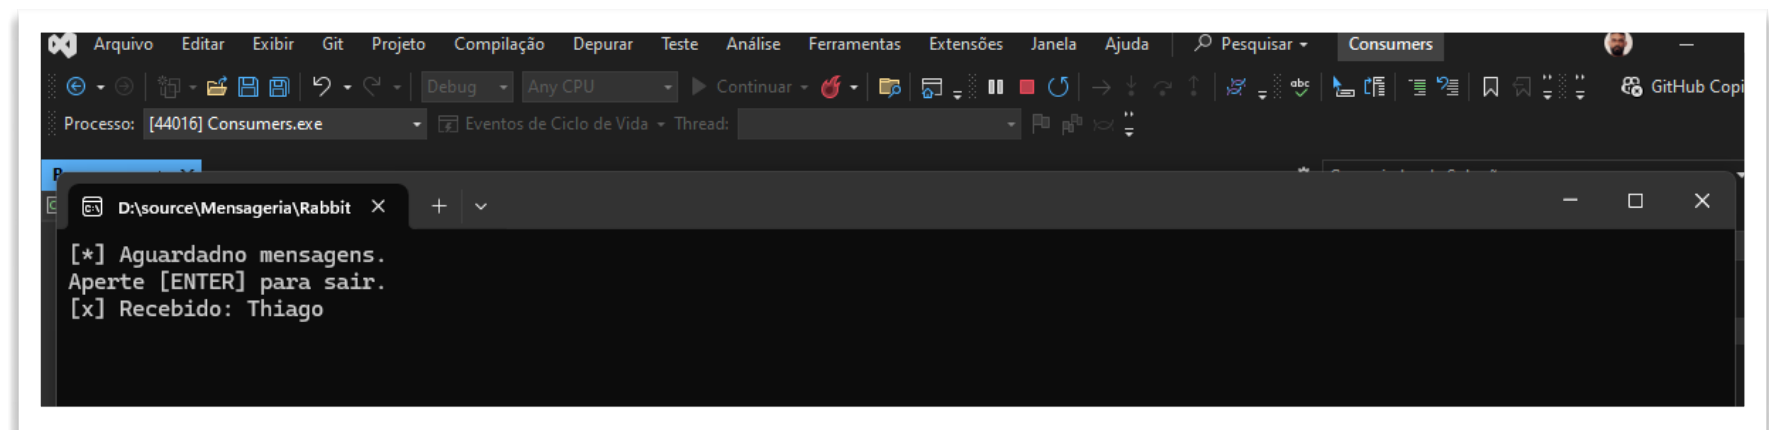 Arquivo Editar Exibir Git Projeto Compilação Depurar Teste Análise Ferramentas Extensões Janela Ajuda Pesquisar Consumers
Debug Any CPU Continuar abc GitHub Copi
Processo: [44016] Consumers.exe Eventos de Ciclo de Vida Thread:
D:\source\Mensageria\Rabbit
[*] Aguardadno mensagens.
Aperte [ENTER] para sair.
[x] Recebido: Thiago